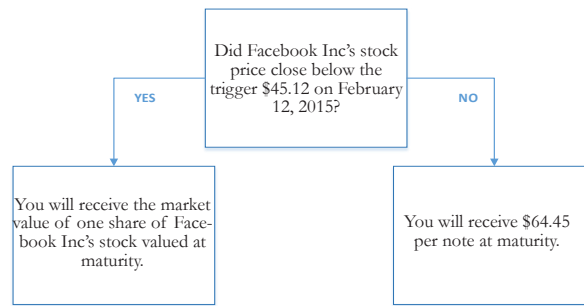 Did Facebook Inc's stock
price close below the
trigger $45.12 on February
12, 2015?
YES
NO
You will receive the market
value of one share of Face-
book Inc's stock valued at
maturity.
You will receive $64.45
per note at maturity.